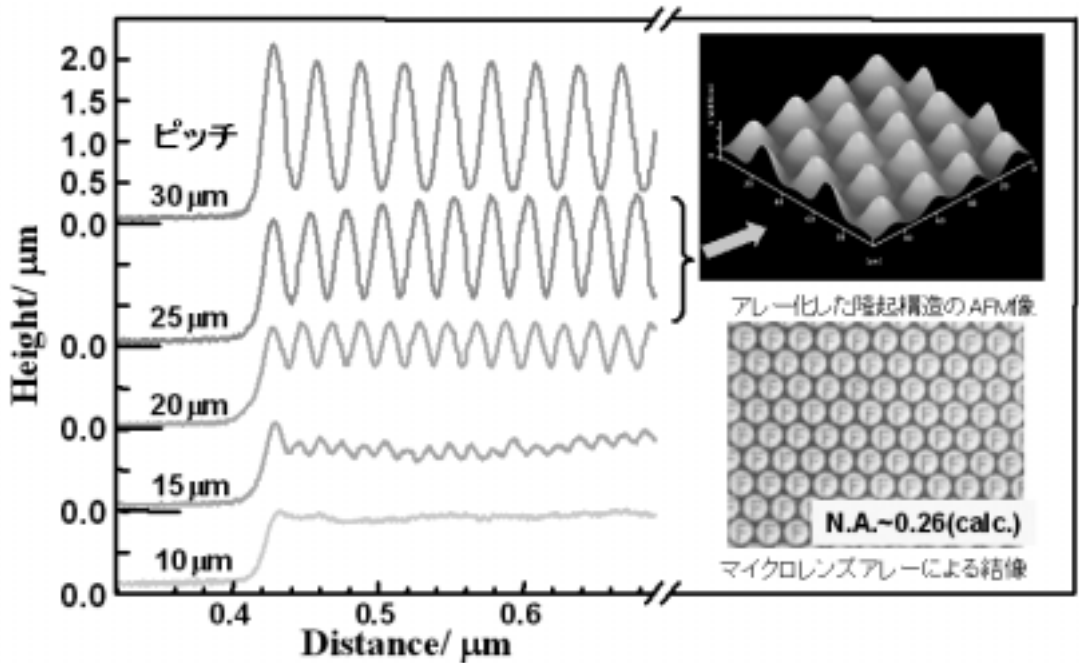 2.0
1.5
1.0
0.5
0.0
0.0
0.0
0.0
0.0
ピッチ
30 μm
25 μm
20 μm
15 μm
10 μm
Height/ μm
0.4
0.5
0.6
Distance/ μm
アレー化した隆起構造のAFM像
N.A.~0.26(calc.)
マイクロレンズアレーによる結像